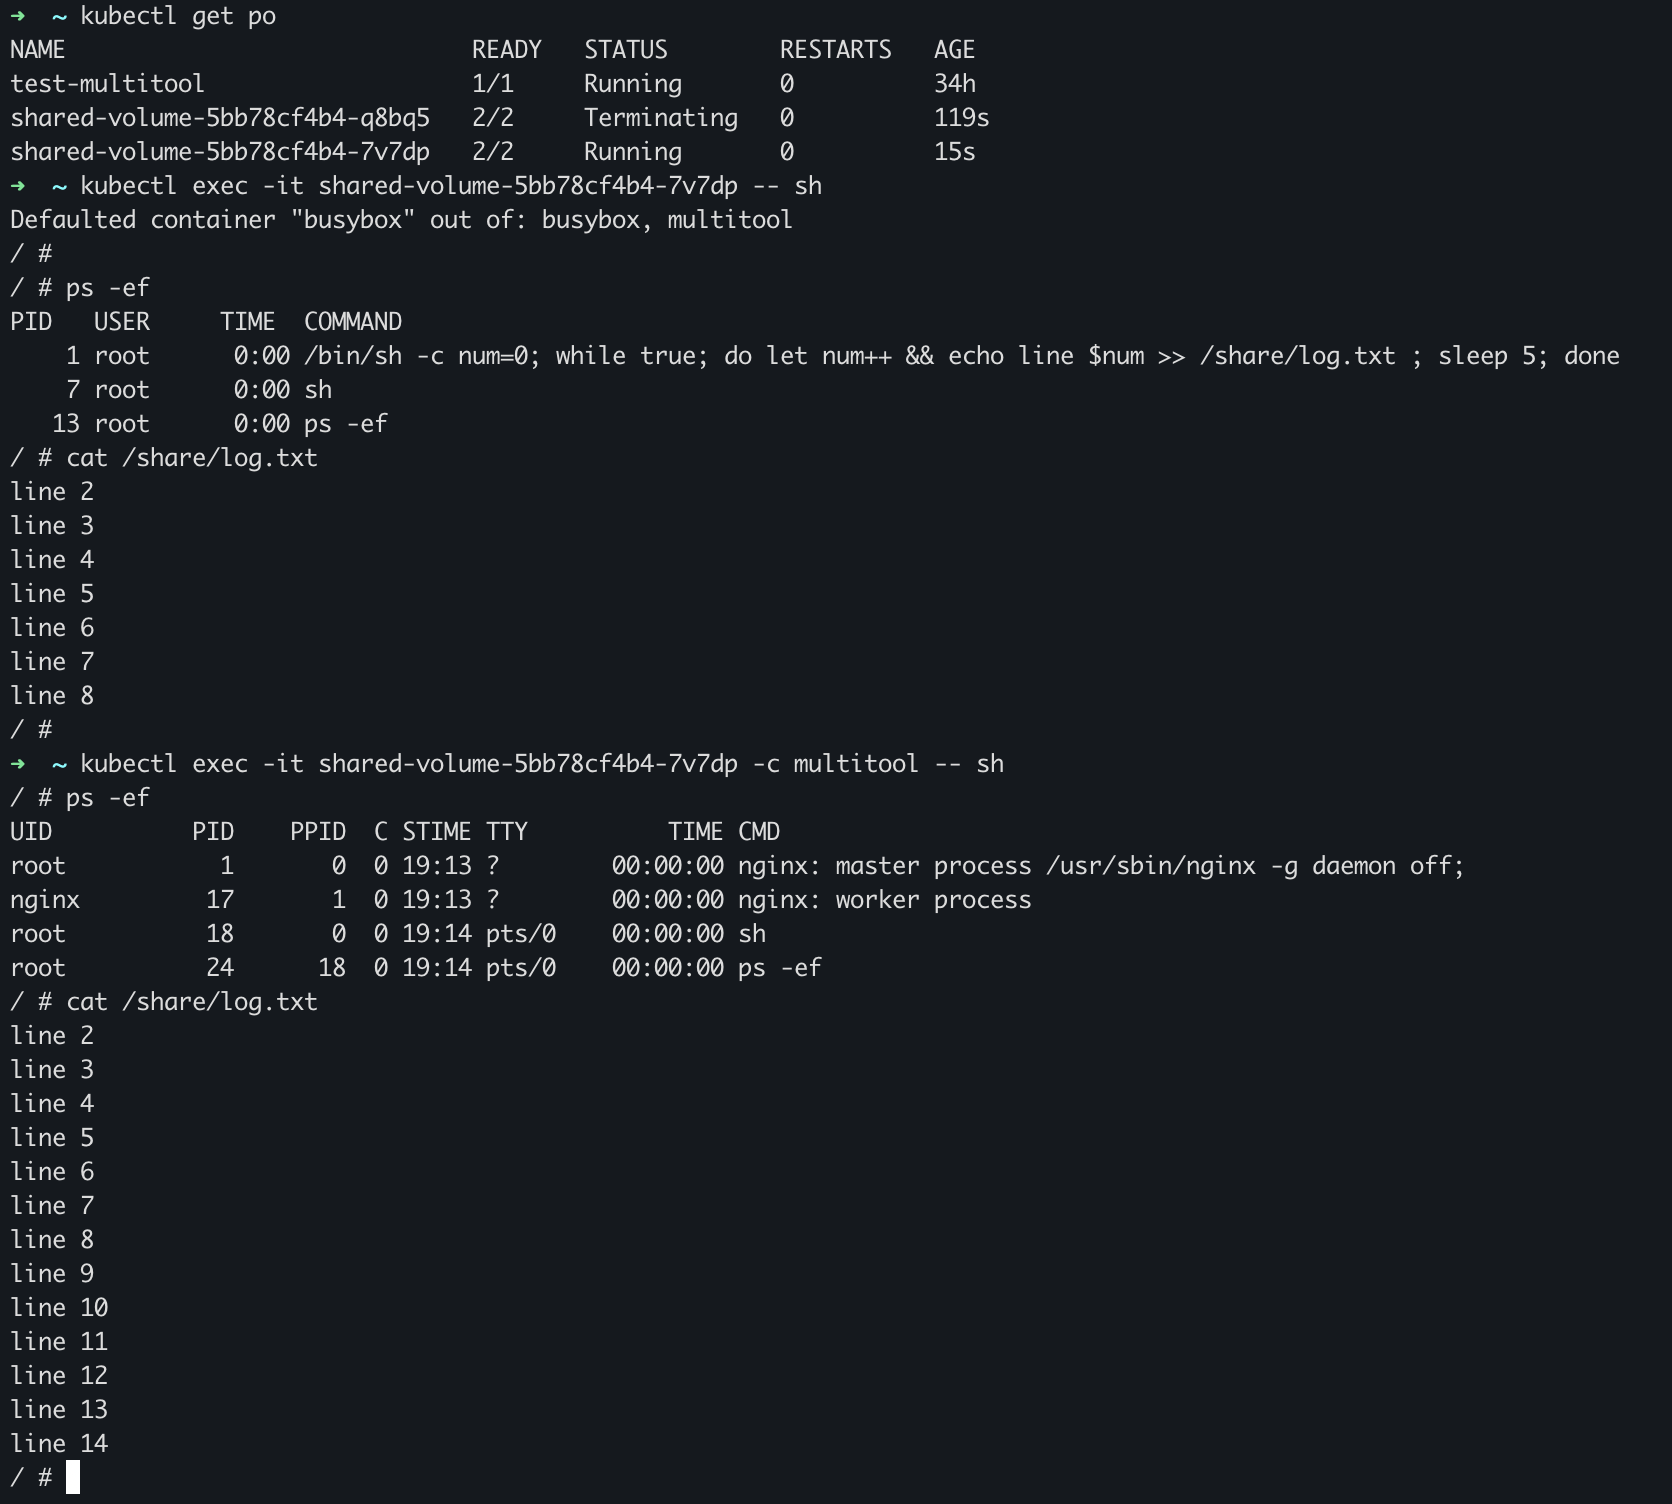 ➜  ~ kubectl get po
NAME                             READY   STATUS        RESTARTS   AGE
test-multitool                   1/1     Running       0          34h
shared-volume-5bb78cf4b4-q8bq5   2/2     Terminating   0          119s
shared-volume-5bb78cf4b4-7v7dp   2/2     Running       0          15s
➜  ~ kubectl exec -it shared-volume-5bb78cf4b4-7v7dp -- sh
Defaulted container "busybox" out of: busybox, multitool
/ #
/ # ps -ef
PID   USER     TIME  COMMAND
    1 root      0:00 /bin/sh -c num=0; while true; do let num++ && echo line $num >> /share/log.txt ; sleep 5; done
    7 root      0:00 sh
   13 root      0:00 ps -ef
/ # cat /share/log.txt
line 2
line 3
line 4
line 5
line 6
line 7
line 8
/ #
➜  ~ kubectl exec -it shared-volume-5bb78cf4b4-7v7dp -c multitool -- sh
/ # ps -ef
UID          PID    PPID  C STIME TTY          TIME CMD
root           1       0  0 19:13 ?        00:00:00 nginx: master process /usr/sbin/nginx -g daemon off;
nginx         17       1  0 19:13 ?        00:00:00 nginx: worker process
root          18       0  0 19:14 pts/0    00:00:00 sh
root          24      18  0 19:14 pts/0    00:00:00 ps -ef
/ # cat /share/log.txt
line 2
line 3
line 4
line 5
line 6
line 7
line 8
line 9
line 10
line 11
line 12
line 13
line 14
/ #